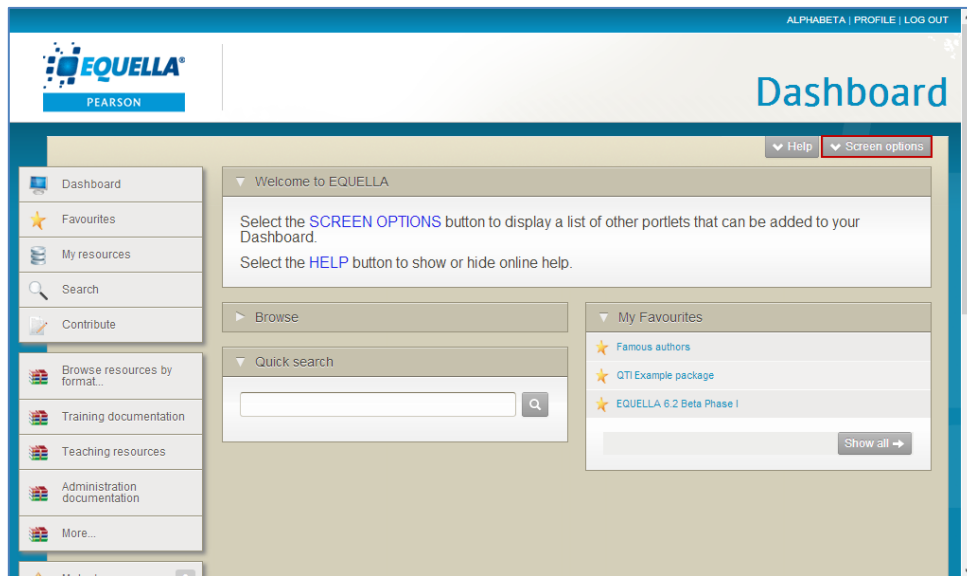 ALPHABETA | PROFILE | LOG OUT
EQUELLA®
PEARSON
Dashboard
Help
Screen options
Dashboard
Favourites
My resources
Search
Contribute
Browse resources by
format...
Training documentation
Teaching resources
Administration
documentation
More...
Welcome to EQUELLA
Select the SCREEN OPTIONS button to display a list of other portlets that can be added to your
Dashboard.
Select the HELP button to show or hide online help.
Browse
Quick search
My Favourites
Famous authors
QTI Example package
EQUELLA 6.2 Beta Phase I
Show all